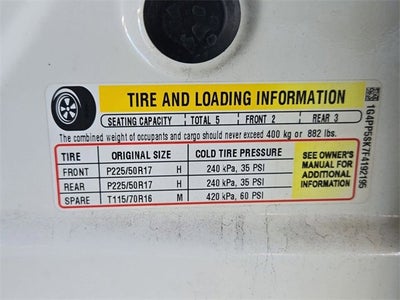 TIRE AND LOADING INFORMATION
SEATING CAPACITY TOTAL 5 FRONT 2 REAR 3
The combined weight of occupants and cargo should never exceed 400 kg or 882 lbs.
TIRE ORIGINAL SIZE COLD TIRE PRESSURE
FRONT P225/50R17 H 240 kPa, 35 PSI
REAR P225/50R17 H 240 kPa, 35 PSI
SPARE T115/70R16 M 420 kPa, 60 PSI
SEE OWNER'S
MANUAL FOR
ADDITIONAL
INFORMATION
1G4PP5SK7F4192195